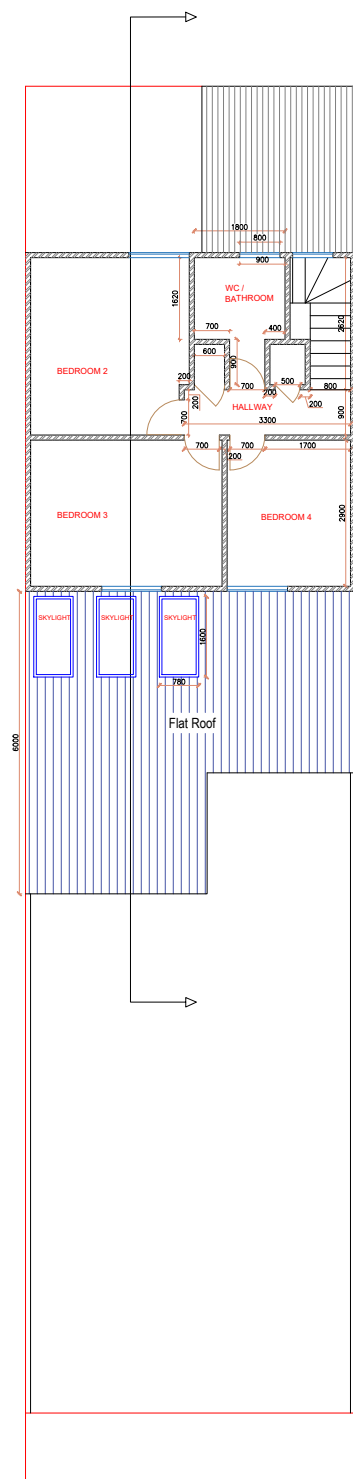 1800
800
900
1620
WC /
BATHROOM
2620
700
400
600
900
BEDROOM 2
200
500
700
700
200
800
HALLWAY
200
200
900
3300
700
700
700
1700
200
BEDROOM 3
BEDROOM 4
2900
SKYLIGHT
SKYLIGHT
SKYLIGHT
1600
780
Flat Roof
6000